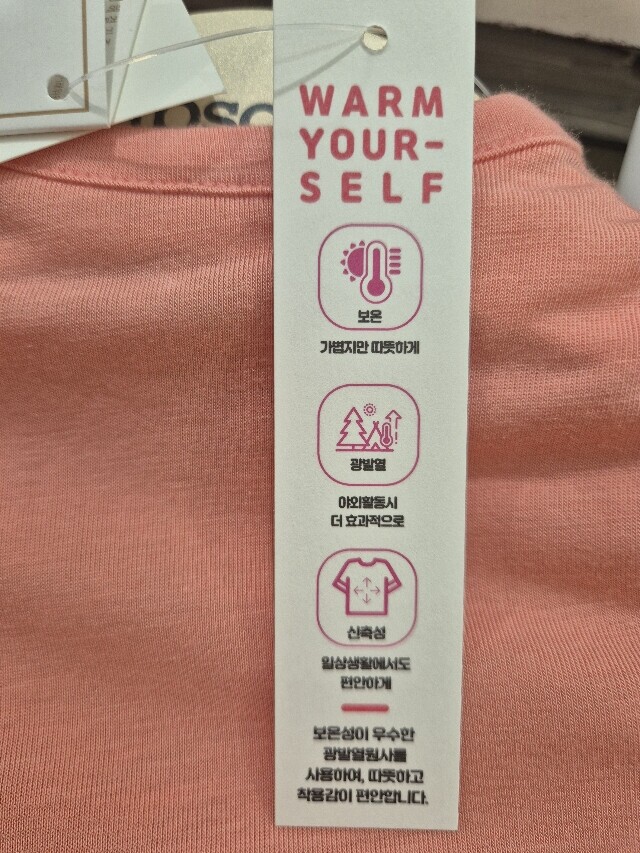 WARM
YOUR-
SELF
보온
가볍지만 따뜻하게
광발열
야외활동시
더 효과적으로
신축성
일상생활에서도
편안하게
보온성이 우수한
광발열원사를
사용하여, 따뜻하고
착용감이 편안합니다.